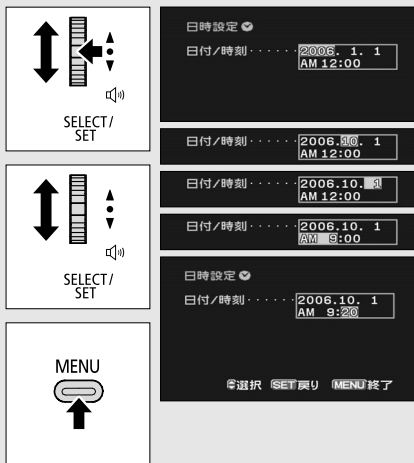 SELECT/
SET
日時設定
日付/時刻・・・・・・2006. 1. 1
AM 12:00
日付/時刻・・・・・・2006.10. 1
AM 12:00
SELECT/
SET
日付/時刻・・・・・・2006.10. 1
AM 12:00
日付/時刻・・・・・・2006.10. 1
AM 9:00
MENU
日時設定
日付/時刻・・・・・・2006.10. 1
AM 9:20
選択 SET戻り MENU終了